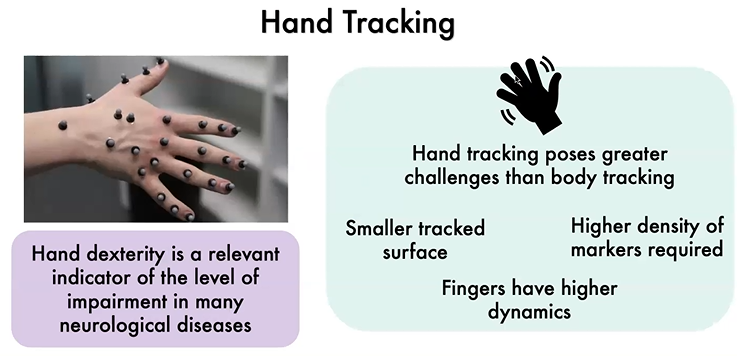 Hand Tracking
Hand dexterity is a relevant
indicator of the level of
impairment in many
neurological diseases
Hand tracking poses greater
challenges than body tracking
Smaller tracked
surface
Higher density of
markers required
Fingers have higher
dynamics